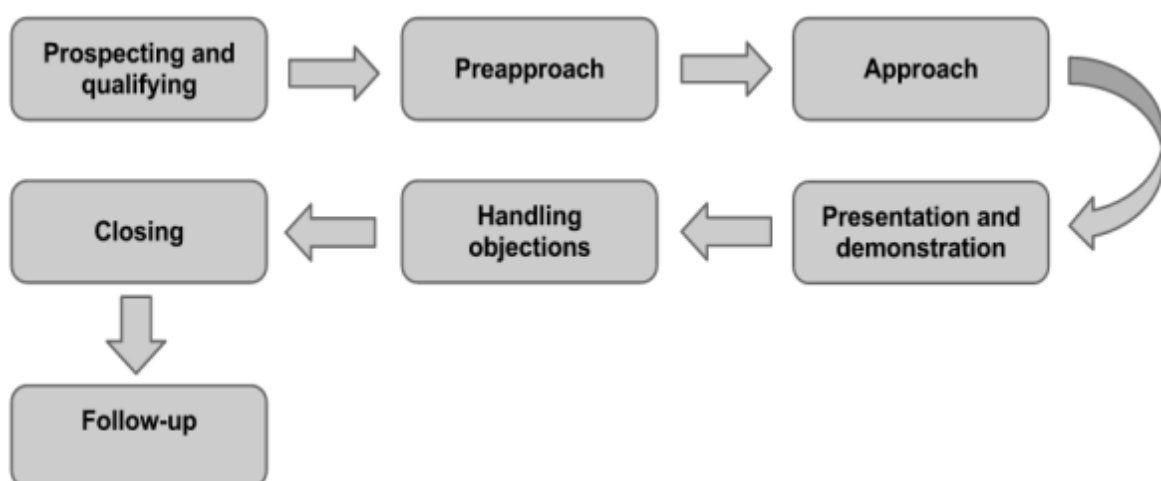 Prospecting and
qualifying
Preapproach
Approach
Presentation and
demonstration
Handling
objections
Closing
Follow-up